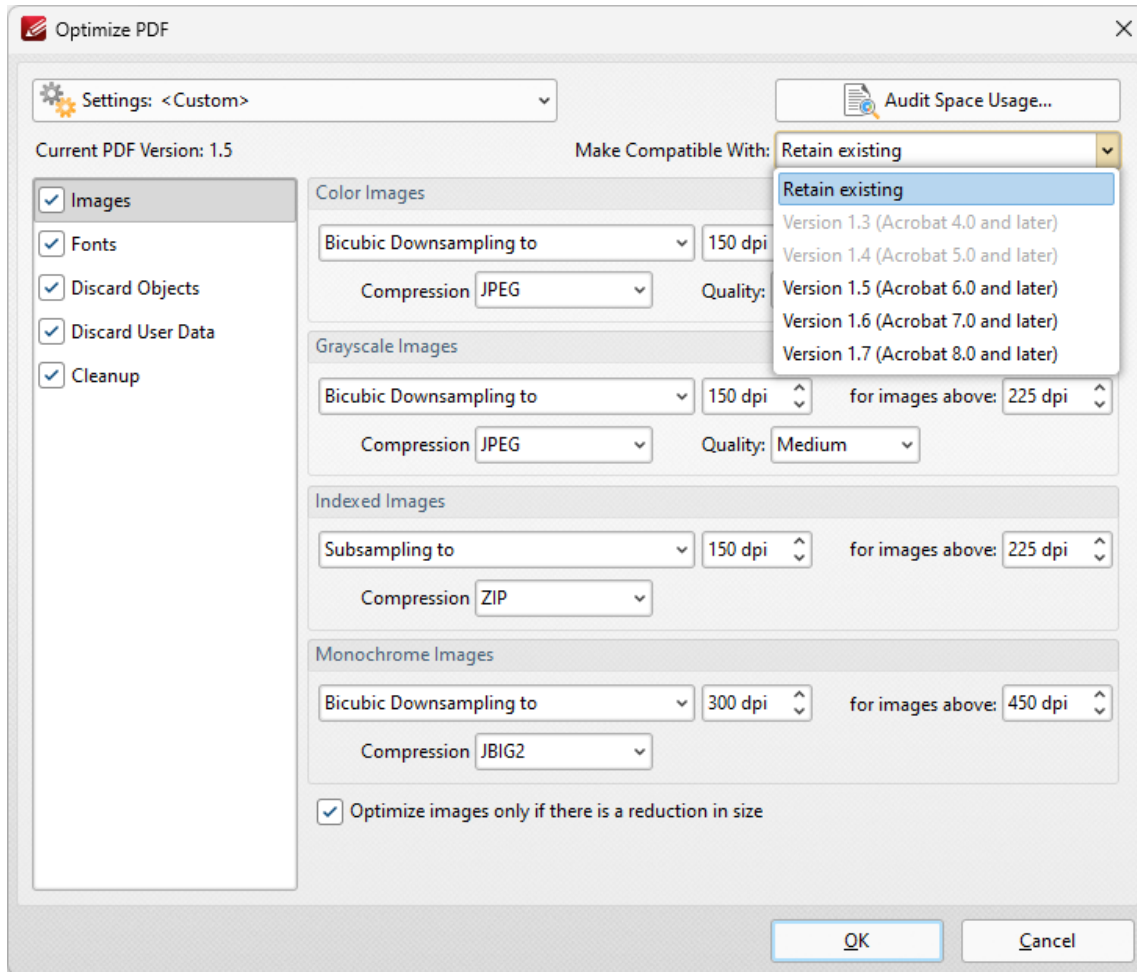 Optimize PDF
Settings: <Custom>
Audit Space Usage...
Current PDF Version: 1.5
Make Compatible With: Retain existing
Retain existing
Version 1.3 (Acrobat 4.0 and later)
Version 1.4 (Acrobat 5.0 and later)
Version 1.5 (Acrobat 6.0 and later)
Version 1.6 (Acrobat 7.0 and later)
Version 1.7 (Acrobat 8.0 and later)
Images
Fonts
Discard Objects
Discard User Data
Cleanup
Color Images
Bicubic Downsampling to 150 dpi
Compression JPEG Quality:
Grayscale Images
Bicubic Downsampling to 150 dpi for images above: 225 dpi
Compression JPEG Quality: Medium
Indexed Images
Subsampling to 150 dpi for images above: 225 dpi
Compression ZIP
Monochrome Images
Bicubic Downsampling to 300 dpi for images above: 450 dpi
Compression JBIG2
Optimize images only if there is a reduction in size
OK Cancel